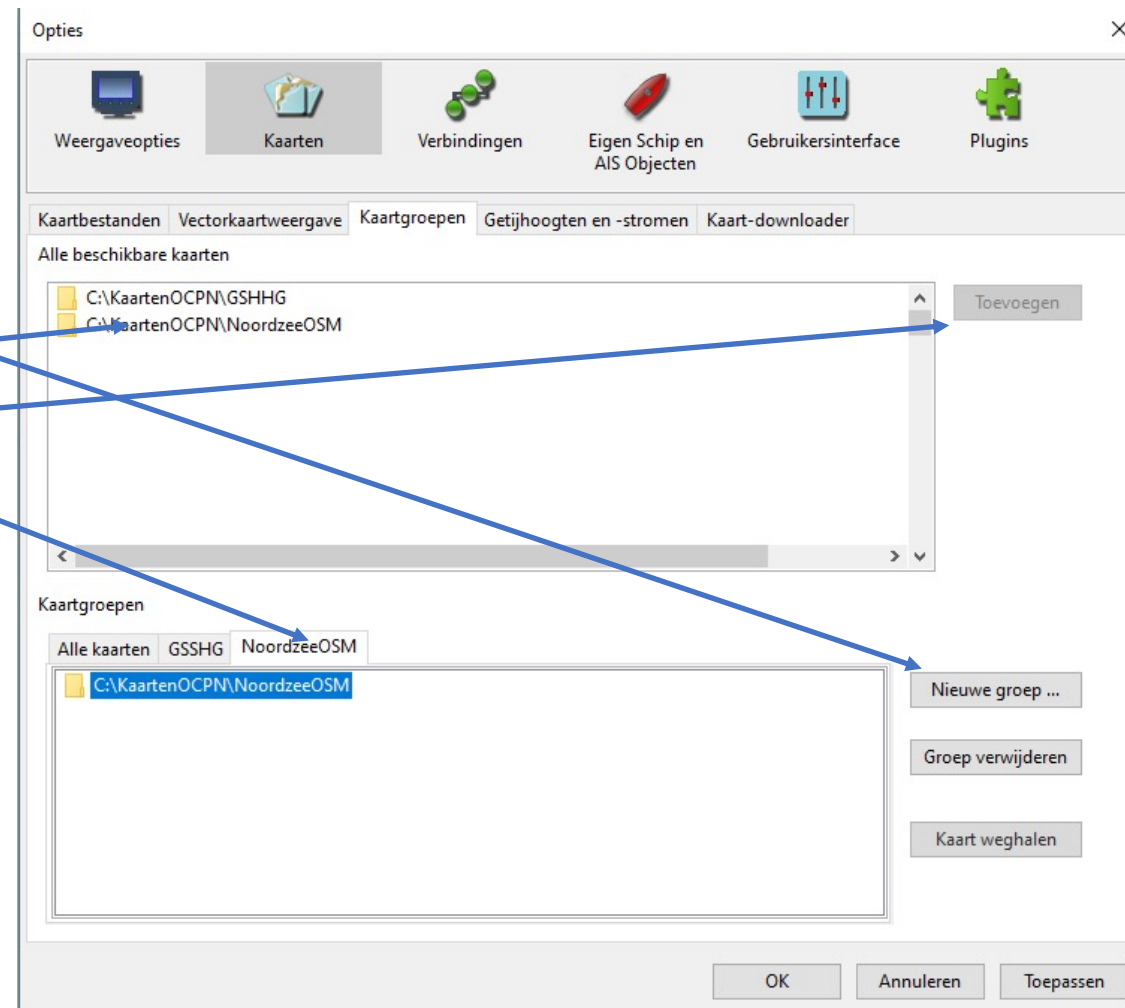 Opties
Weergaveopties
Kaarten
Verbindingen
Eigen Schip en
AIS Objecten
Gebruikersinterface
Plugins
Kaartbestanden
Vectorkaartweergave
Kaartgroepen
Getijhoogten en -stromen
Kaart-downloader
Alle beschikbare kaarten
C:\KaartenOCPN\GSHHG
Toevoegen
C:\KaartenOCPN\NoordzeeOSM
Kaartgroepen
Alle kaarten
GSSHG
NoordzeeOSM
C:\KaartenOCPN\NoordzeeOSM
Nieuwe groep ...
Groep verwijderen
Kaart weghalen
OK
Annuleren
Toepassen